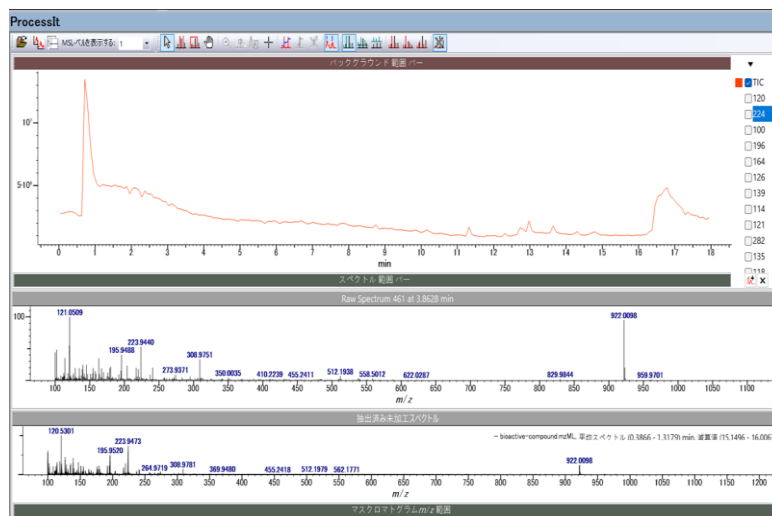 ProcessIt
MSレベルを表示する: 1
バックグラウンド 範囲 バー
10⁷
5·10⁶
0 1 2 3 4 5 6 7 8 9 10 11 12 13 14 15 16 17 18
min
TIC
120
224
100
196
164
126
139
114
121
282
135
118
スペクトル 範囲 バー
Raw Spectrum 461 at 3.8628 min
100
121.0509
922.0098
223.9440
195.9488
308.9751
273.9371 350.0035 410.2239 455.2411 512.1938 558.5012 622.0287 829.9844 959.9701
100 150 200 250 300 350 400 450 500 550 600 650 700 750 800 850 900 950 1000 1100
m/z
抽出済み未加工スペクトル
— bioactive-compound.mzML, 平均スペクトル (0.3866 - 1.3179) min, 減算済 (15.1496 - 16.006
120.5301
223.9473
195.9520
922.0098
264.9719 308.9781 369.9480 455.2418 512.1979 562.1771
100 150 200 250 300 350 400 450 500 550 600 650 700 750 800 850 900 950 1000 1100
m/z
マスクロマトグラム m/z 範囲